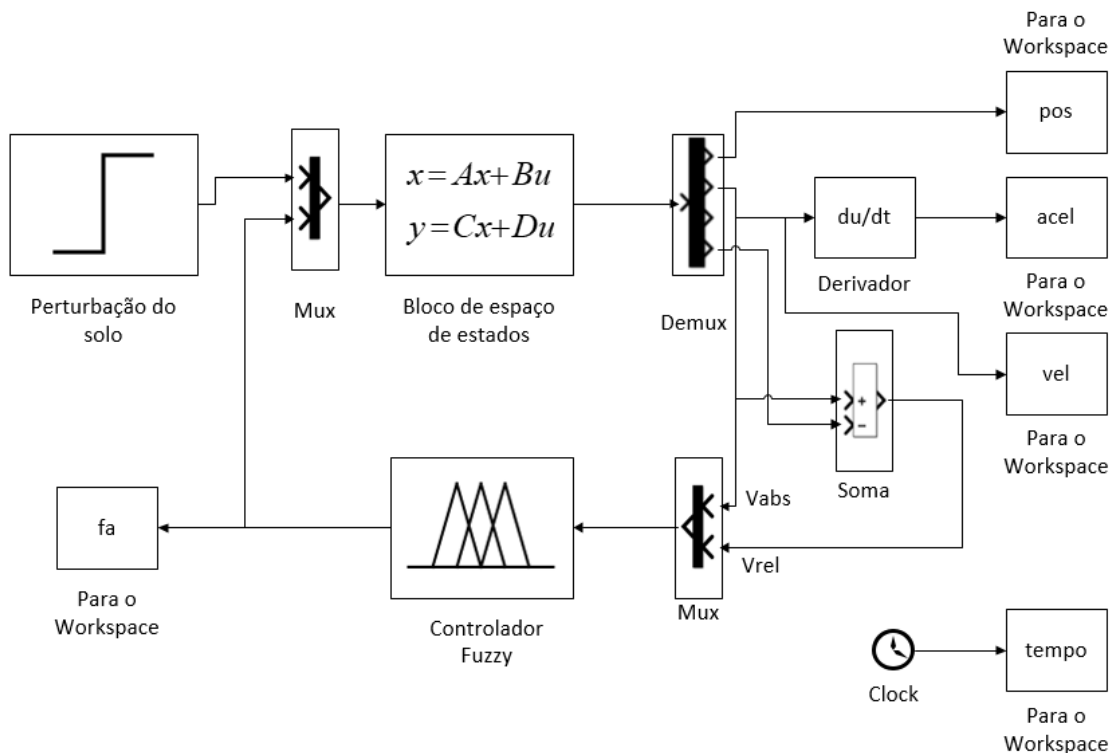 Para o
Workspace
pos
x = Ax + Bu
y = Cx + Du
du/dt
acel
Perturbação do
solo
Mux
Bloco de espaço
de estados
Demux
Derivador
Para o
Workspace
+
−
vel
Soma
Para o
Workspace
Vabs
fa
Vrel
Para o
Workspace
Controlador
Fuzzy
Mux
tempo
Clock
Para o
Workspace